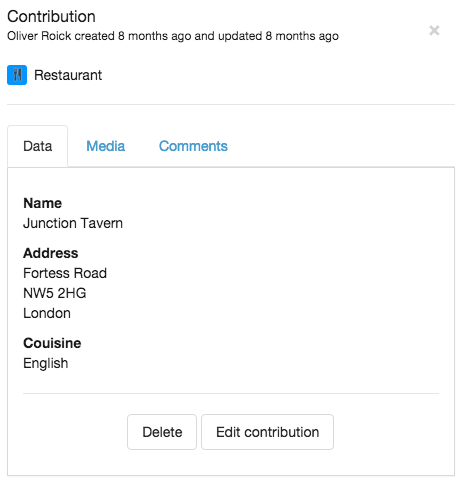 Contribution
Oliver Roick created 8 months ago and updated 8 months ago
Restaurant
Data Media Comments
Name
Junction Tavern
Address
Fortess Road
NW5 2HG
London
Couisine
English
Delete Edit contribution